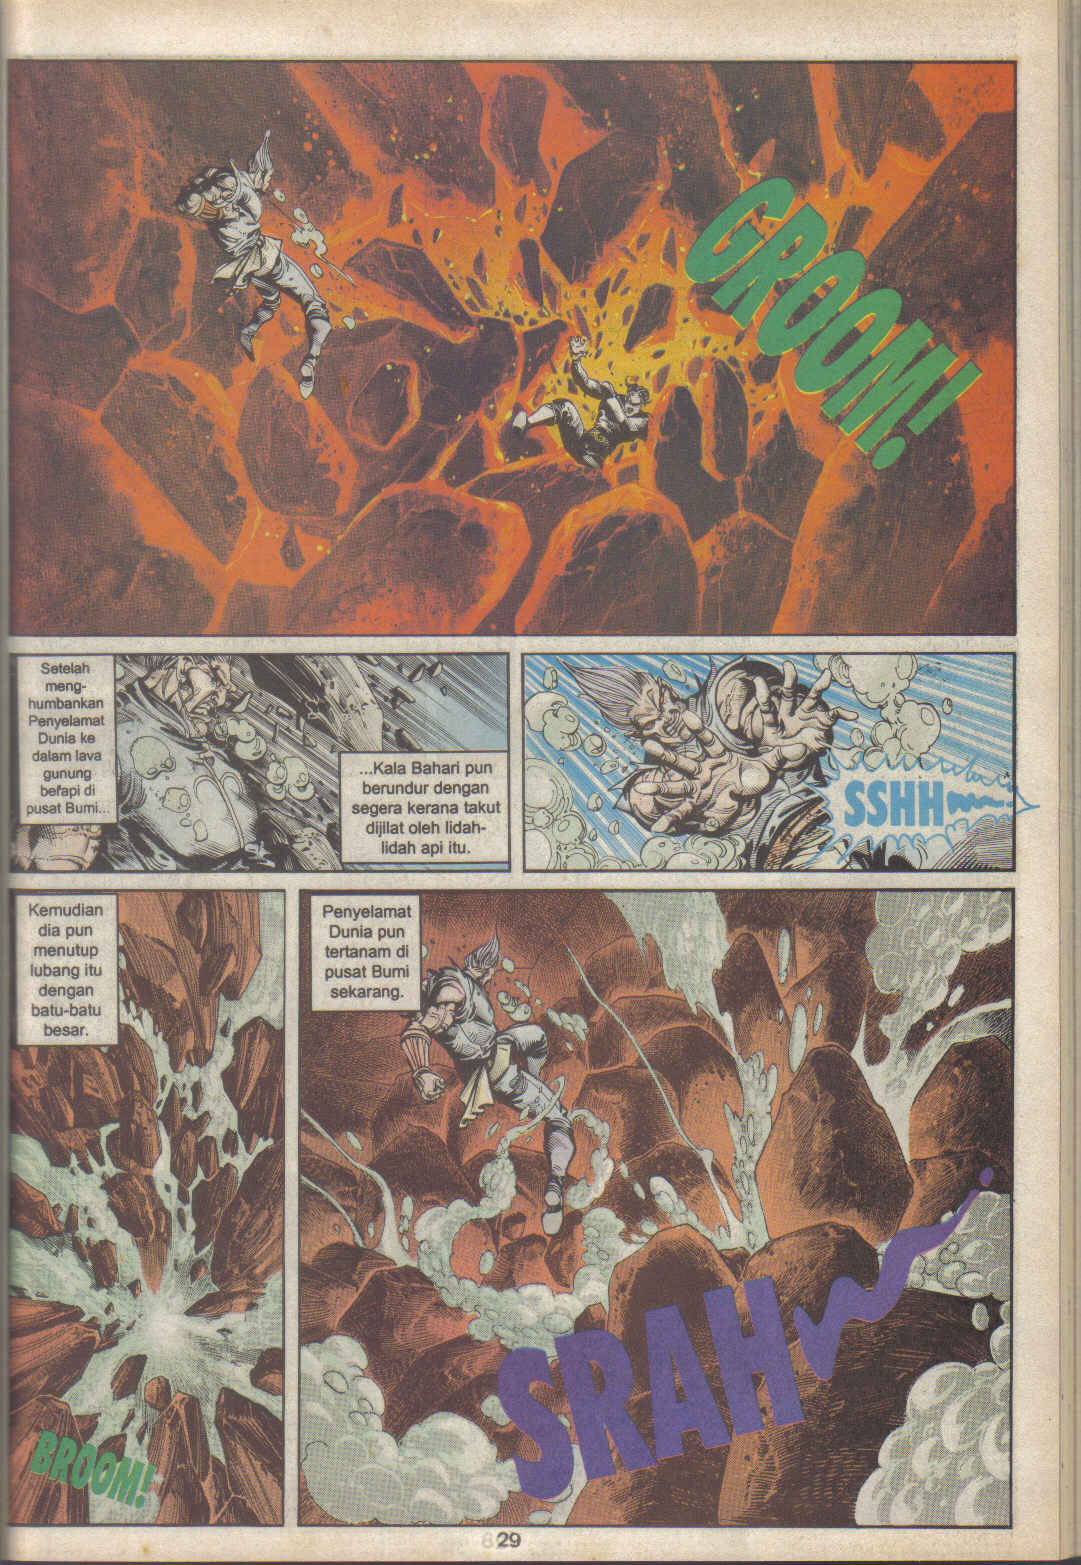 GROOM!
Setelah
meng-
humbankan
Penyelamat
Dunia ke
dalam lava
gunung
berapi di
pusat Bumi...
...Kala Bahari pun
berundur dengan
segera kerana takut
dijilat oleh lidah-
lidah api itu.
SSHH
Kemudian
dia pun
menutup
lubang itu
dengan
batu-batu
besar.
BROOM!
Penyelamat
Dunia pun
tertanam di
pusat Bumi
sekarang.
SRAH
29